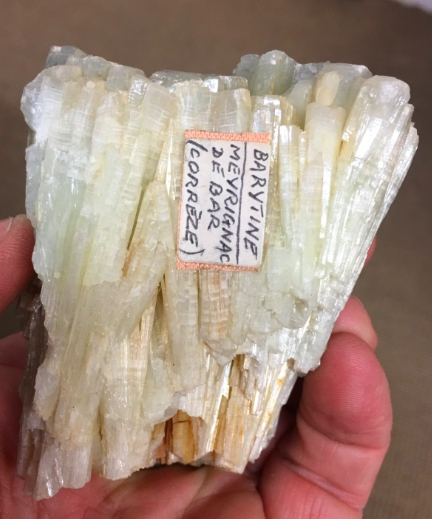 BARYTINE
MEYRIGNAC
DE BAR
(CORRÈZE)